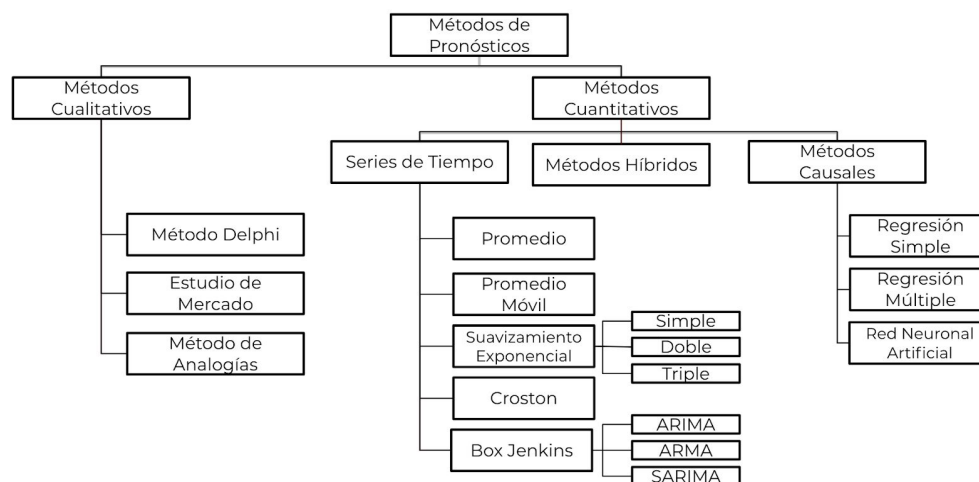 Métodos de
Pronósticos
Métodos
Cualitativos
Métodos
Cuantitativos
Series de Tiempo
Métodos Híbridos
Métodos
Causales
Método Delphi
Estudio de
Mercado
Método de
Analogías
Promedio
Promedio
Móvil
Suavizamiento
Exponencial
Croston
Box Jenkins
Simple
Doble
Triple
ARIMA
ARMA
SARIMA
Regresión
Simple
Regresión
Múltiple
Red Neuronal
Artificial